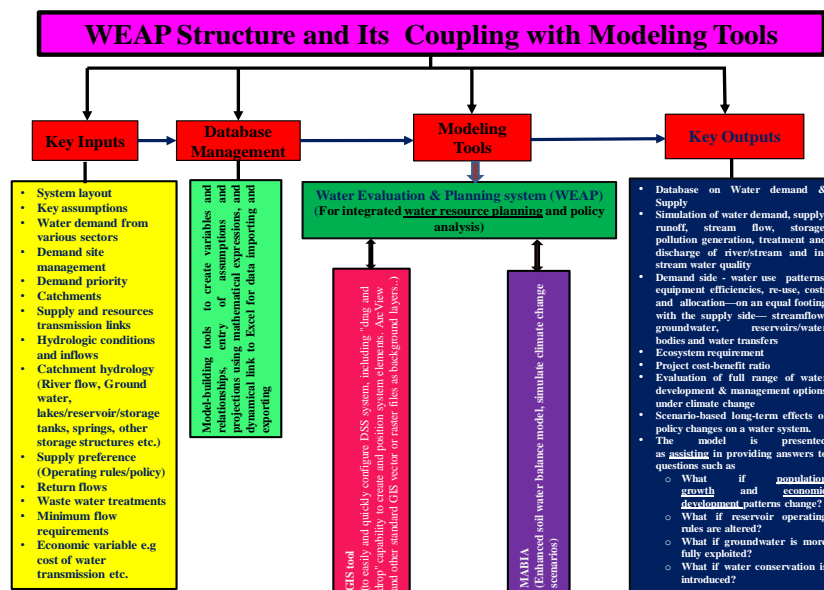 WEAP Structure and Its Coupling with Modeling Tools
Key Inputs
Database
Management
Modeling
Tools
Key Outputs
• System layout
• Key assumptions
• Water demand from
various sectors
• Demand site
management
• Demand priority
• Catchments
• Supply and resources
transmission links
• Hydrologic conditions
and inflows
• Catchment hydrology
(River flow, Ground
water,
lakes/reservoir/storage
tanks, springs, other
storage structures etc.)
• Supply preference
(Operating rules/policy)
• Return flows
• Waste water treatments
• Minimum flow
requirements
• Economic variable e.g
cost of water
transmission etc.
Model-building tools to create variables and
relationships, entry of assumptions and
projections using mathematical expressions, and
dynamical link to Excel for data importing and
exporting
Water Evaluation & Planning system (WEAP)
(For integrated water resource planning and policy
analysis)
GIS tool
(to easily and quickly configure DSS system, including "drag and
drop" capability to create and position system elements. ArcView
and other standard GIS vector or raster files as background layers..)
MABIA
(Enhanced soil water balance model, simulate climate change
scenarios)
• Database on Water demand &
Supply
• Simulation of water demand, supply,
runoff, stream flow, storage,
pollution generation, treatment and
discharge of river/stream and in-
stream water quality
• Demand side - water use patterns,
equipment efficiencies, re-use, costs
and allocation—on an equal footing
with the supply side— streamflow,
groundwater, reservoirs/water
bodies and water transfers
• Ecosystem requirement
• Project cost-benefit ratio
• Evaluation of full range of water
development & management options
under climate change
• Scenario-based long-term effects of
policy changes on a water system.
• The model is presented
as assisting in providing answers to
questions such as
o What if population
growth and economic
development patterns change?
o What if reservoir operating
rules are altered?
o What if groundwater is more
fully exploited?
o What if water conservation is
introduced?